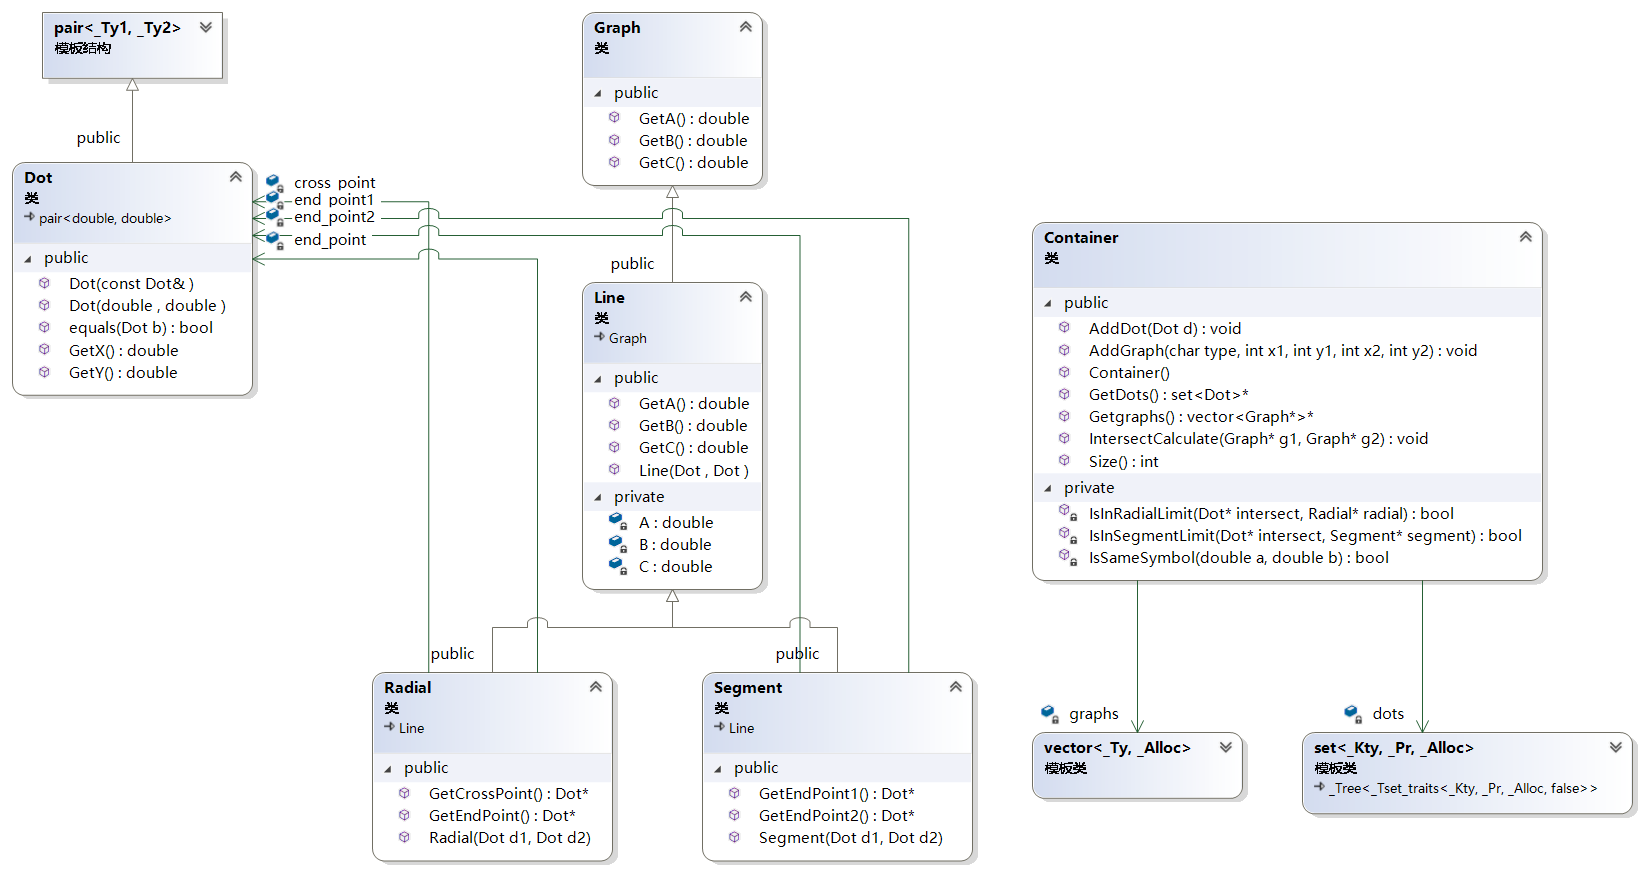 pair<_Ty1, _Ty2>
模板结构
public
Dot
类
pair<double, double>
public
Dot(const Dot& )
Dot(double , double )
equals(Dot b) : bool
GetX() : double
GetY() : double
cross_point
end_point1
end_point2
end_point
Graph
类
public
GetA() : double
GetB() : double
GetC() : double
public
Line
类
Graph
public
GetA() : double
GetB() : double
GetC() : double
Line(Dot , Dot )
private
A : double
B : double
C : double
public
public
Radial
类
Line
public
GetCrossPoint() : Dot*
GetEndPoint() : Dot*
Radial(Dot d1, Dot d2)
Segment
类
Line
public
GetEndPoint1() : Dot*
GetEndPoint2() : Dot*
Segment(Dot d1, Dot d2)
Container
类
public
AddDot(Dot d) : void
AddGraph(char type, int x1, int y1, int x2, int y2) : void
Container()
GetDots() : set<Dot>*
Getgraphs() : vector<Graph*>*
IntersectCalculate(Graph* g1, Graph* g2) : void
Size() : int
private
IsInRadialLimit(Dot* intersect, Radial* radial) : bool
IsInSegmentLimit(Dot* intersect, Segment* segment) : bool
IsSameSymbol(double a, double b) : bool
graphs
dots
vector<_Ty, _Alloc>
模板类
set<_Kty, _Pr, _Alloc>
模板类
_Tree<_Tset_traits<_Kty, _Pr, _Alloc, false>>